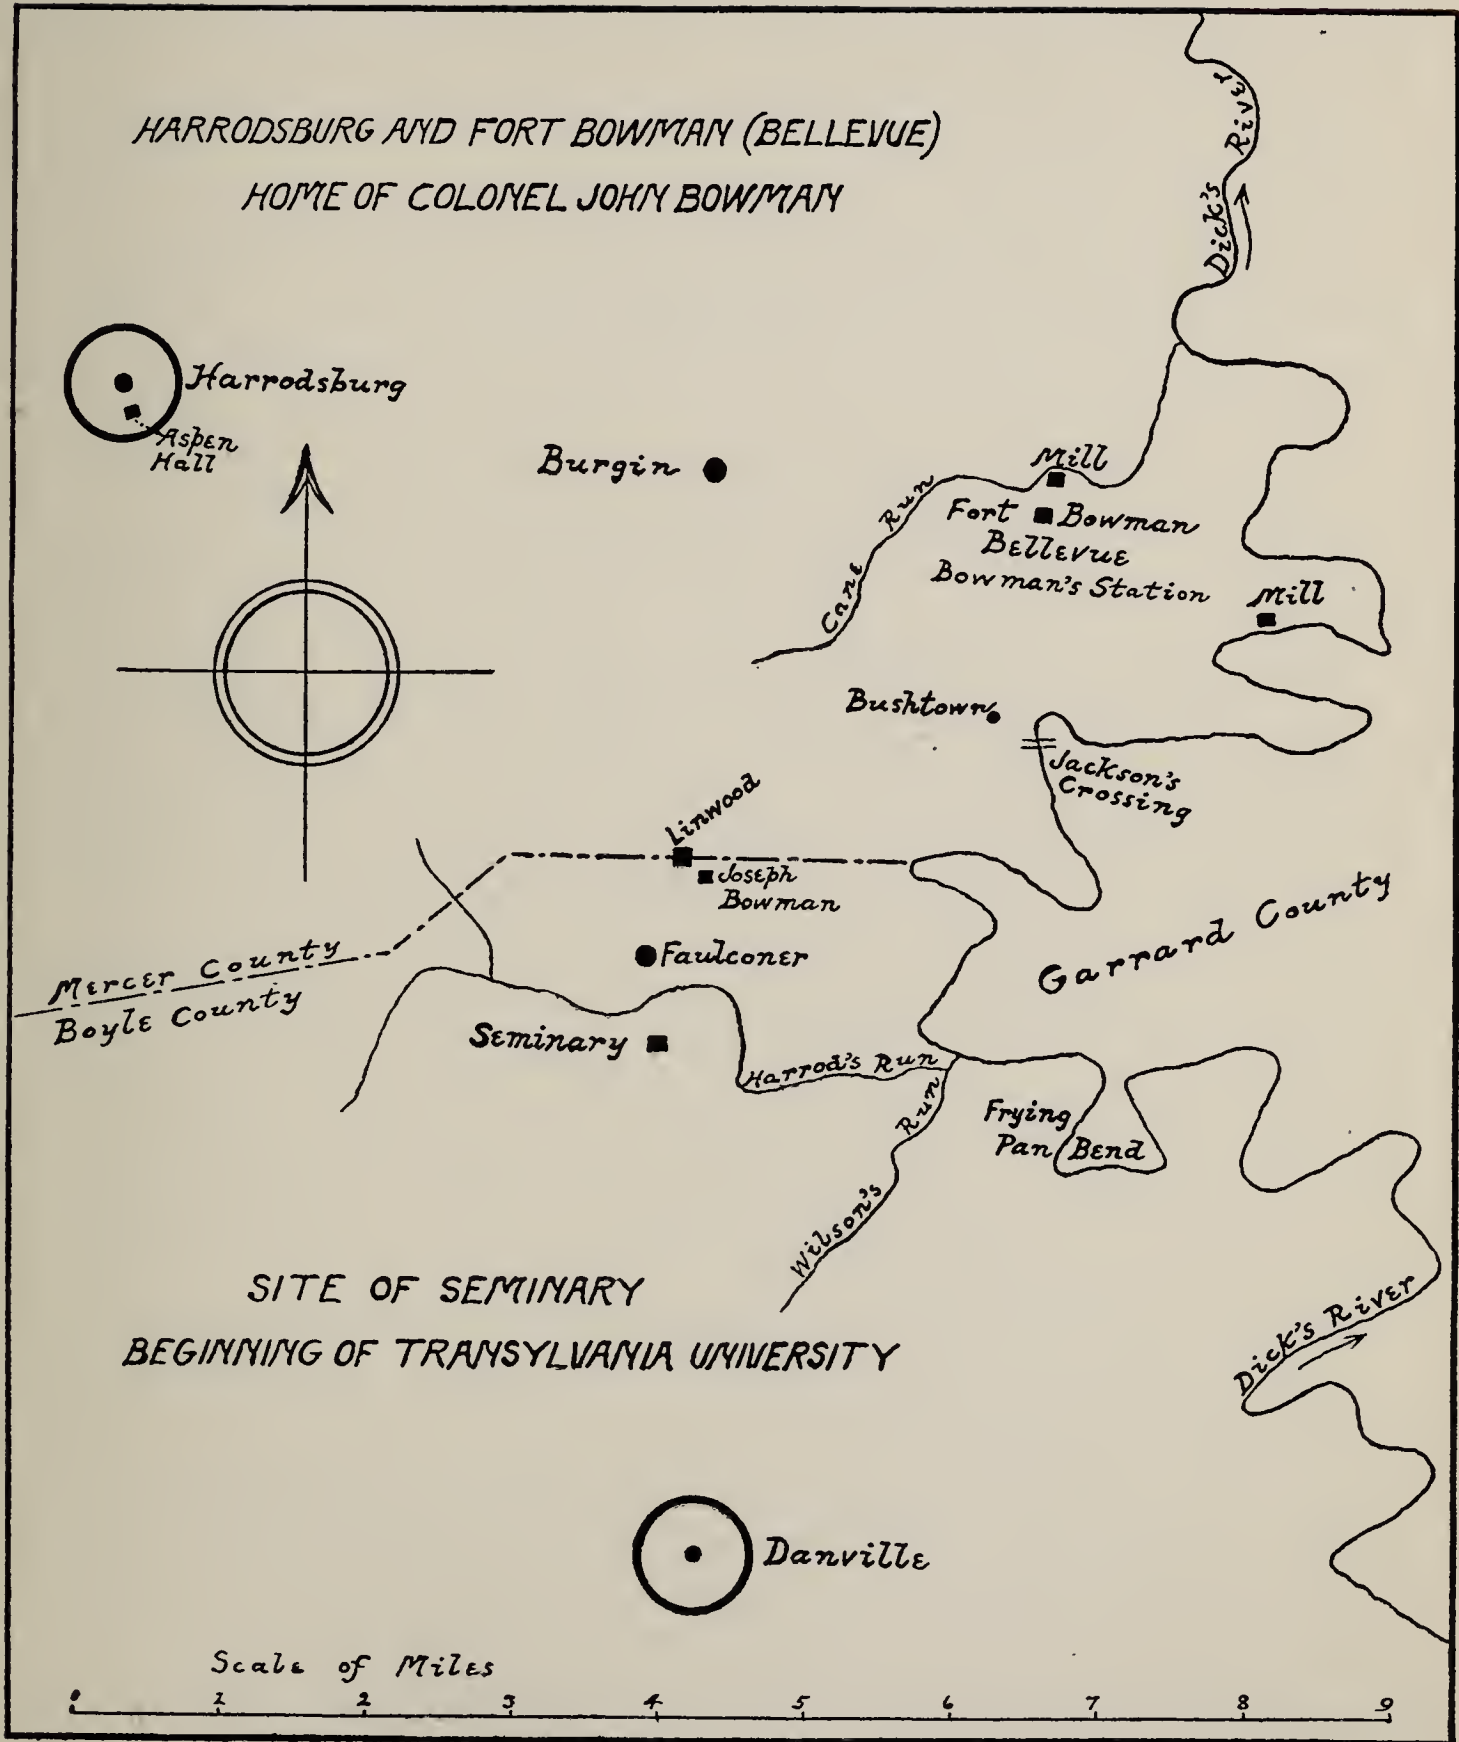 HARRODSBURG AND FORT BOWMAN (BELLEVUE)
HOME OF COLONEL JOHN BOWMAN
Dick's River
Harrodsburg
Aspen
Hall
Burgin
Mill
Cane Run
Fort Bowman
Bellevue
Bowman's Station
Mill
Bushtown
Jackson's
Crossing
Linwood
Joseph
Bowman
Garrard County
Mercer County
Boyle County
Faulconer
Seminary
Harrod's Run
Wilson's Run
Frying
Pan Bend
SITE OF SEMINARY
BEGINNING OF TRANSYLVANIA UNIVERSITY
Dick's River
Danville
Scale of Miles
0 1 2 3 4 5 6 7 8 9